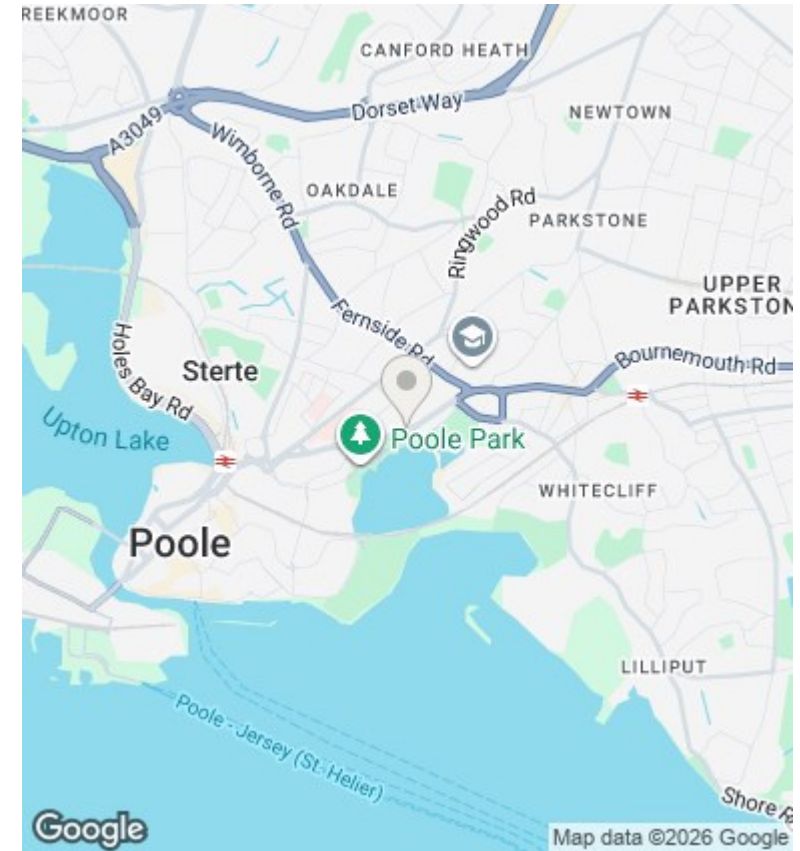 REEKMOOR
CANFORD HEATH
Dorset Way
A3049
NEWTOWN
Wimborne Rd
OAKDALE
Ringwood Rd
PARKSTONE
UPPER
PARKSTON
Fernside Rd
Holes Bay Rd
Sterte
Bournemouth Rd
Upton Lake
Poole Park
WHITECLIFF
Poole
LILLIPUT
Poole - Jersey (St. Helier)
Shore R
Google
Map data ©2026 Google